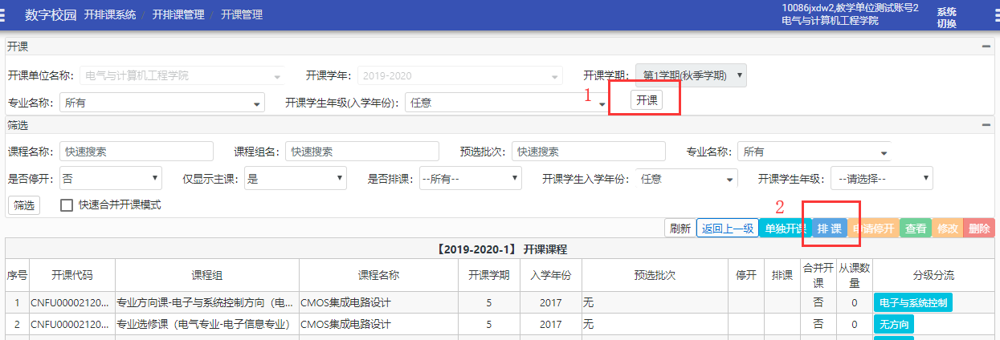 数字校园 开排课系统 / 开排课管理 / 开课管理
10086jxdw2,教学单位测试账号2
电气与计算机工程学院
系统
切换
开课
开课单位名称: 电气与计算机工程学院 开课学年: 2019-2020 开课学期: 第1学期(秋季学期)
专业名称: 所有 开课学生年级(入学年份): 任意 1 开课
筛选
课程名称: 快速搜索 课程组名: 快速搜索 预选批次: 快速搜索 专业名称: 所有
是否停开: 否 仅显示主课: 是 是否排课: --所有-- 开课学生入学年份: 任意 开课学生年级: --请选择--
筛选 快速合并开课模式
2
刷新 返回上一级 单独开课 排 课 申请停开 查看 修改 删除
【2019-2020-1】 开课课程
序号 开课代码 课程组 课程名称 开课学期 入学年份 预选批次 停开 排课 合并开课 从课数量 分级分流
1 CNFU00002120... 专业方向课-电子与系统控制方向（电... CMOS集成电路设计 5 2017 无 否 0 电子与系统控制
2 CNFU00002120... 专业选修课（电气专业-电子信息专业） CMOS集成电路设计 5 2017 无 否 0 无方向